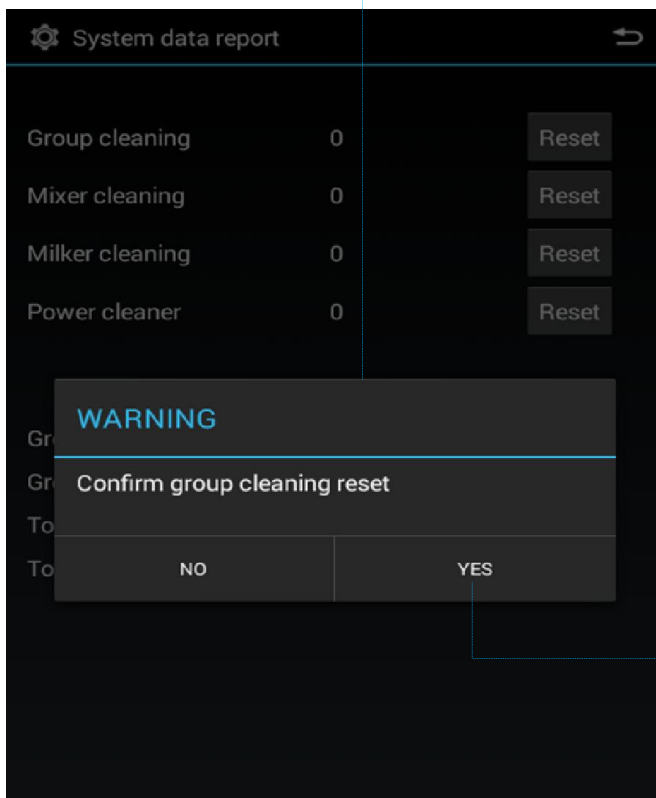 System data report
Group cleaning 0 Reset
Mixer cleaning 0 Reset
Milker cleaning 0 Reset
Power cleaner 0 Reset
WARNING
Confirm group cleaning reset
NO YES